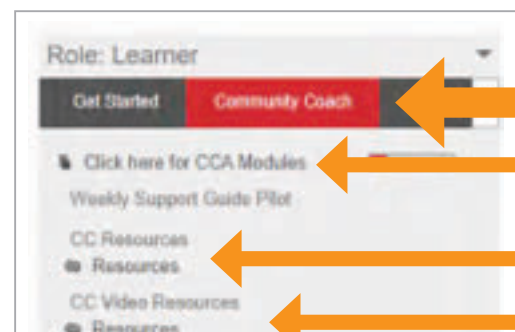 Role: Learner
Get Started Community Coach
Click here for CCA Modules
Weekly Support Guide Pilot
CC Resources
Resources
CC Video Resources
Resources